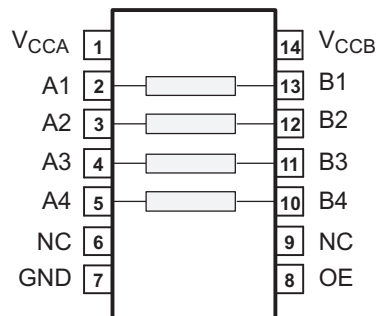 VCCA 1 14 VCCB
A1 2 13 B1
A2 3 12 B2
A3 4 11 B3
A4 5 10 B4
NC 6 9 NC
GND 7 8 OE